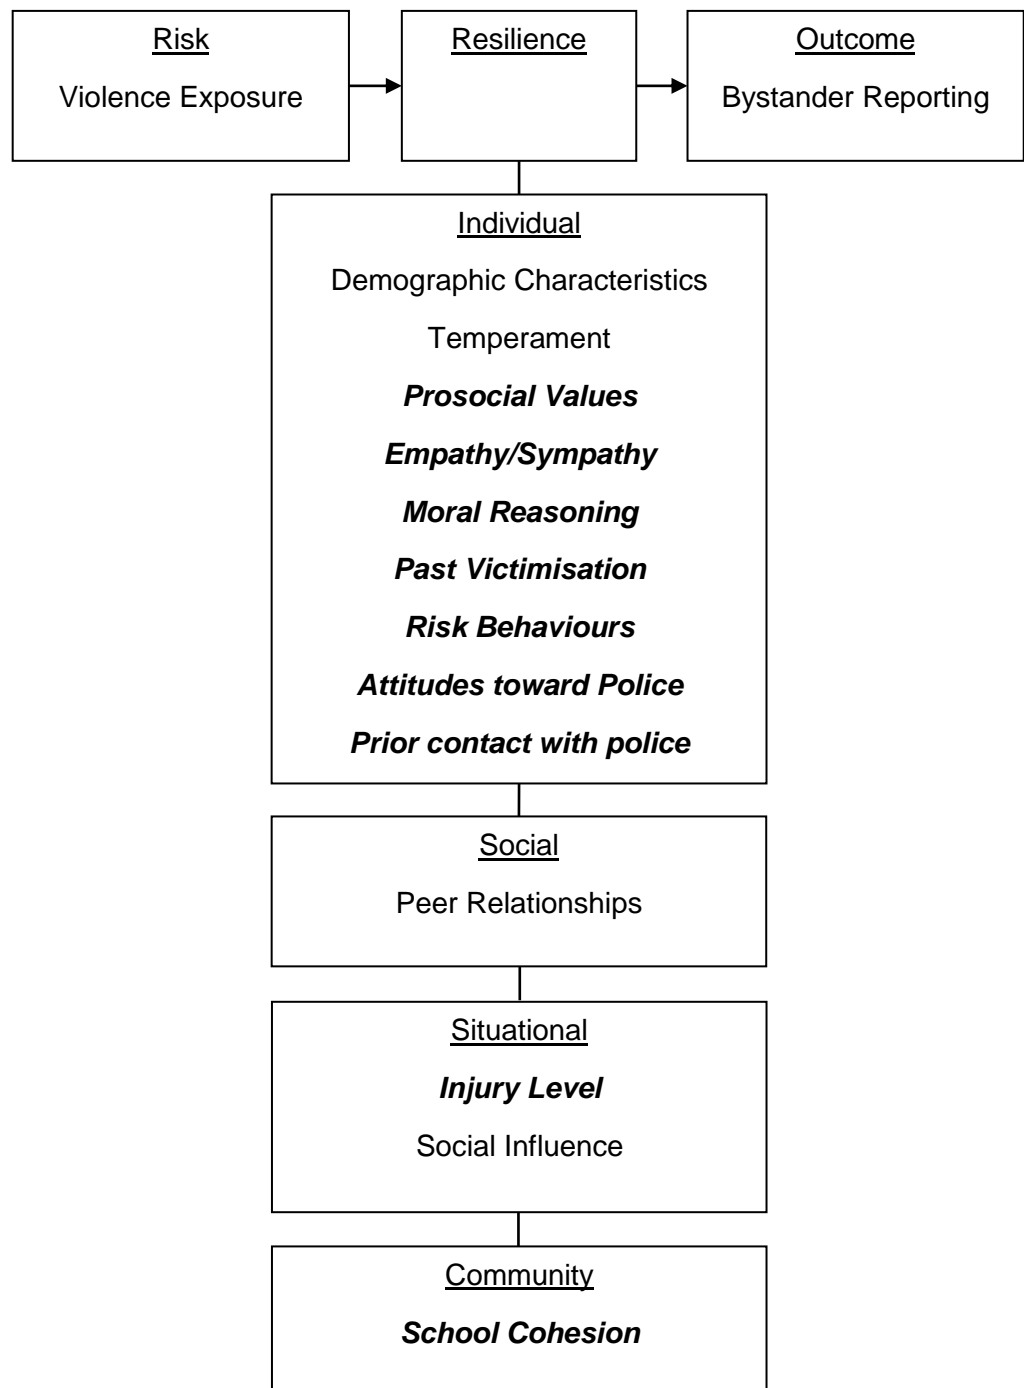 Risk
Violence Exposure
Resilience
Outcome
Bystander Reporting
Individual
Demographic Characteristics
Temperament
Prosocial Values
Empathy/Sympathy
Moral Reasoning
Past Victimisation
Risk Behaviours
Attitudes toward Police
Prior contact with police
Social
Peer Relationships
Situational
Injury Level
Social Influence
Community
School Cohesion